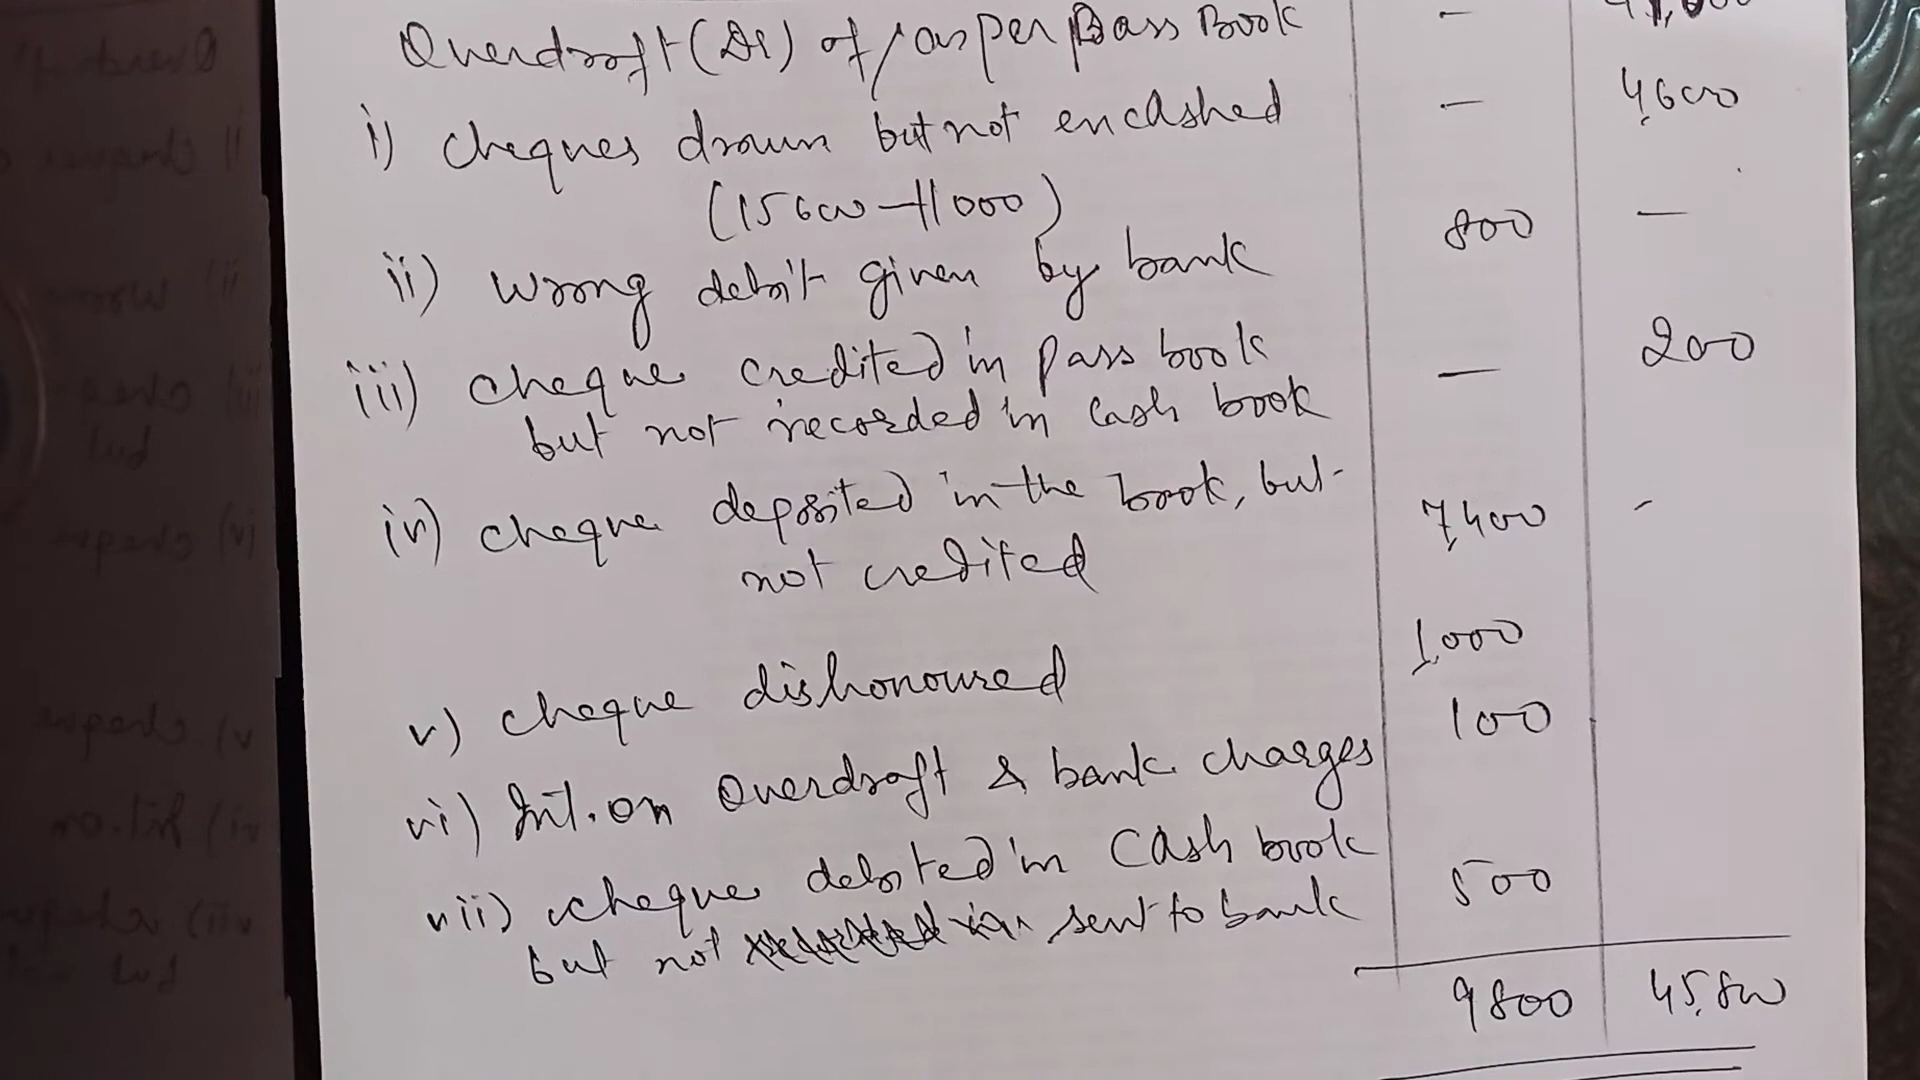 Overdraft (Dr) of/as per Pass Book —
i) cheques drawn but not encashed — 4,600
(15600 – 11000)
ii) wrong debit given by bank 800 —
iii) cheque credited in pass book — 200
but not recorded in Cash book
iv) cheque deposited in the book, but 7,400 -
not credited
v) cheque dishonoured 1,000
vi) Int. on Overdraft & bank charges 100
vii) cheque debited in Cash book
but not sent to bank 500
9800 45,800